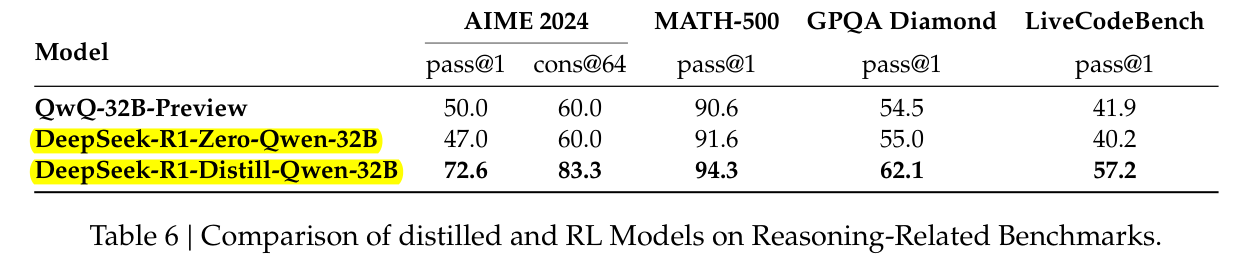 AIME 2024 MATH-500 GPQA Diamond LiveCodeBench
Model
pass@1 cons@64 pass@1 pass@1 pass@1
QwQ-32B-Preview 50.0 60.0 90.6 54.5 41.9
DeepSeek-R1-Zero-Qwen-32B 47.0 60.0 91.6 55.0 40.2
DeepSeek-R1-Distill-Qwen-32B 72.6 83.3 94.3 62.1 57.2
Table 6 | Comparison of distilled and RL Models on Reasoning-Related Benchmarks.